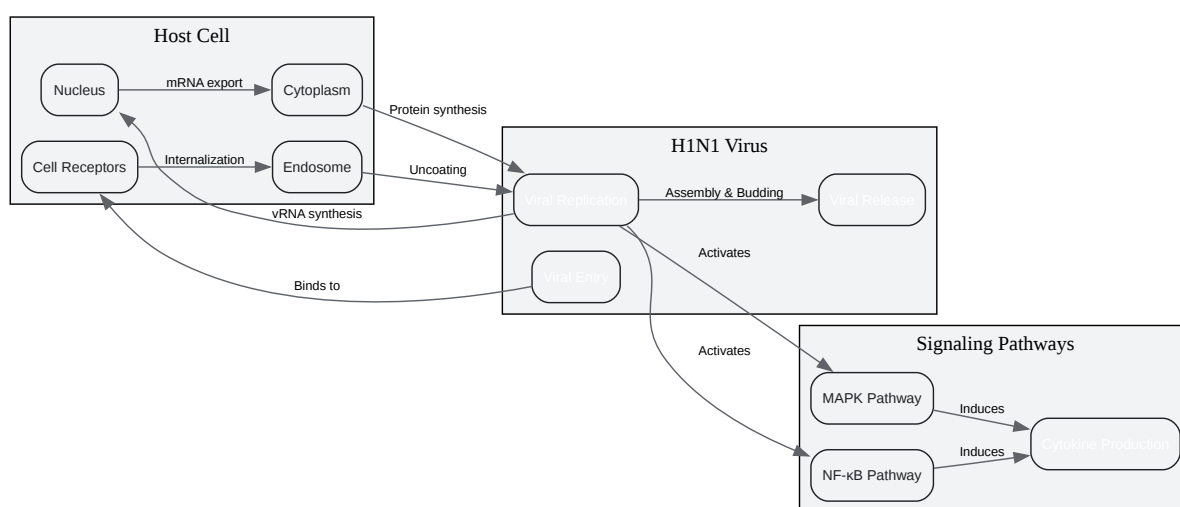 Host Cell
Nucleus
mRNA export
Cytoplasm
Cell Receptors
Internalization
Endosome
Protein synthesis
Uncoating
vRNA synthesis
Binds to
H1N1 Virus
Viral Replication
Assembly & Budding
Viral Release
Viral Entry
Activates
Activates
Signaling Pathways
MAPK Pathway
Induces
Cytokine Production
NF-κB Pathway
Induces